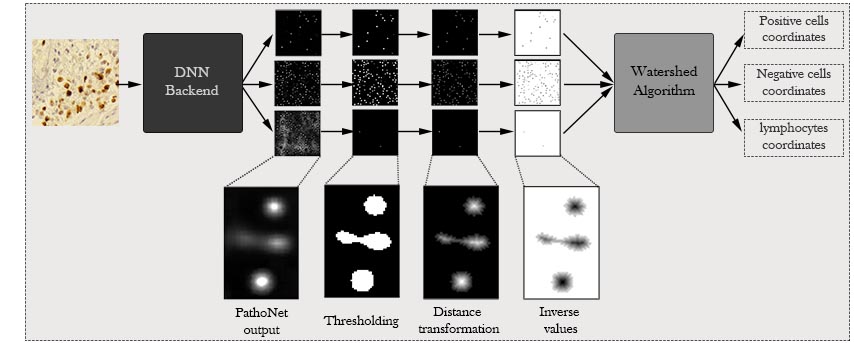 DNN
Backend
Watershed
Algorithm
Positive cells
coordinates
Negative cells
coordinates
lymphocytes
coordinates
PathoNet
output
Thresholding
Distance
transformation
Inverse
values